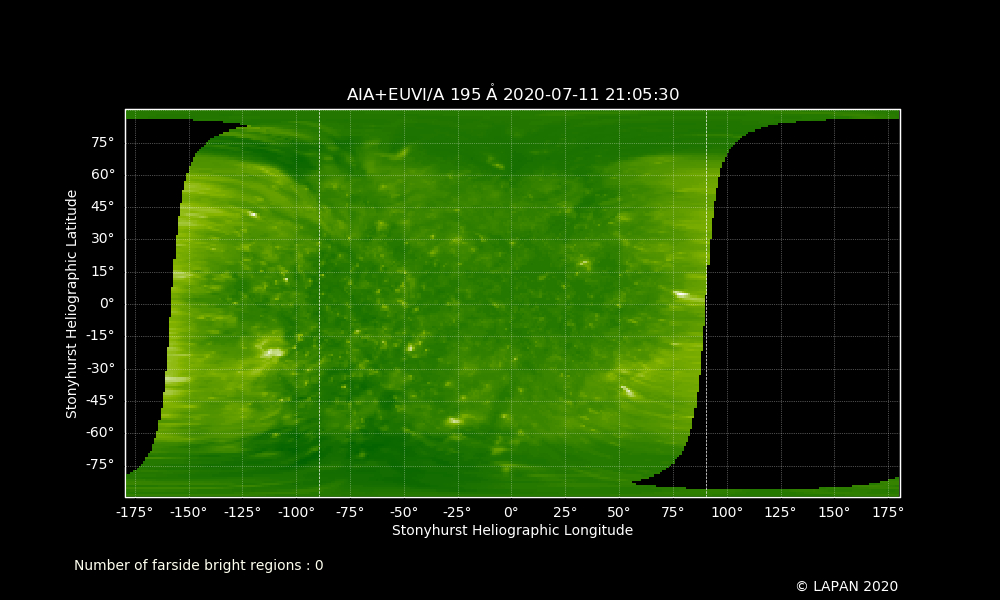 AIA+EUVI/A 195 Å 2020-07-11 21:05:30
Stonyhurst Heliographic Latitude
75°
60°
45°
30°
15°
0°
-15°
-30°
-45°
-60°
-75°
-175° -150° -125° -100° -75° -50° -25° 0° 25° 50° 75° 100° 125° 150° 175°
Stonyhurst Heliographic Longitude
Number of farside bright regions : 0
© LAPAN 2020